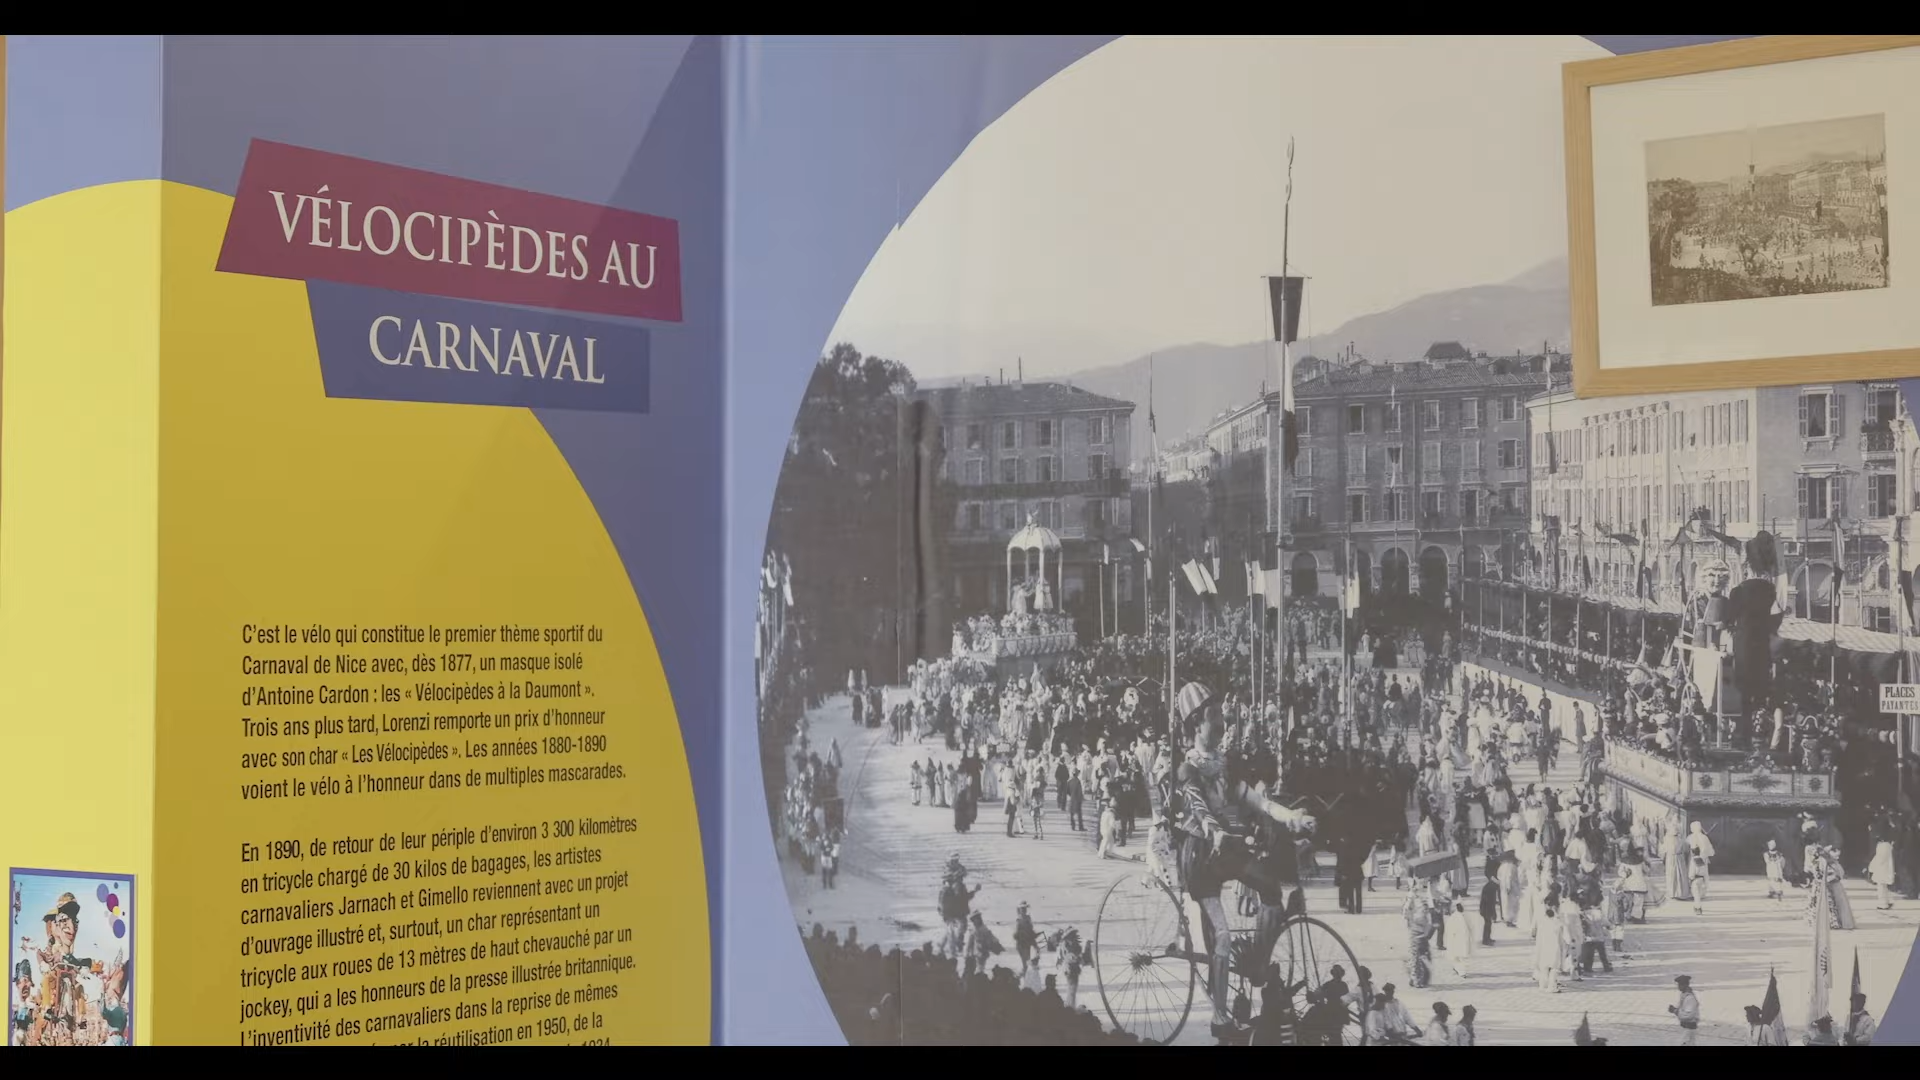 VÉLOCIPÈDES AU
CARNAVAL
C'est le vélo qui constitue le premier thème sportif du
Carnaval de Nice avec, dès 1877, un masque isolé
d'Antoine Cardon : les « Vélocipèdes à la Daumont ».
Trois ans plus tard, Lorenzi remporte un prix d'honneur
avec son char « Les Vélocipèdes ». Les années 1880-1890
voient le vélo à l'honneur dans de multiples mascarades.
En 1890, de retour de leur périple d'environ 3 300 kilomètres
en tricycle chargé de 30 kilos de bagages, les artistes
carnavaliers Jarnach et Gimello reviennent avec un projet
d'ouvrage illustré et, surtout, un char représentant un
tricycle aux roues de 13 mètres de haut chevauché par un
jockey, qui a les honneurs de la presse illustrée britannique.
L'inventivité des carnavaliers dans la reprise de mêmes
la réutilisation en 1950, de la
PLACES
PAYANTES